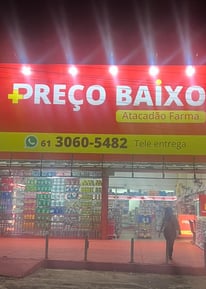 +PREÇO BAIXO
Atacadão Farma.
61 3060-5482 Tele entrega